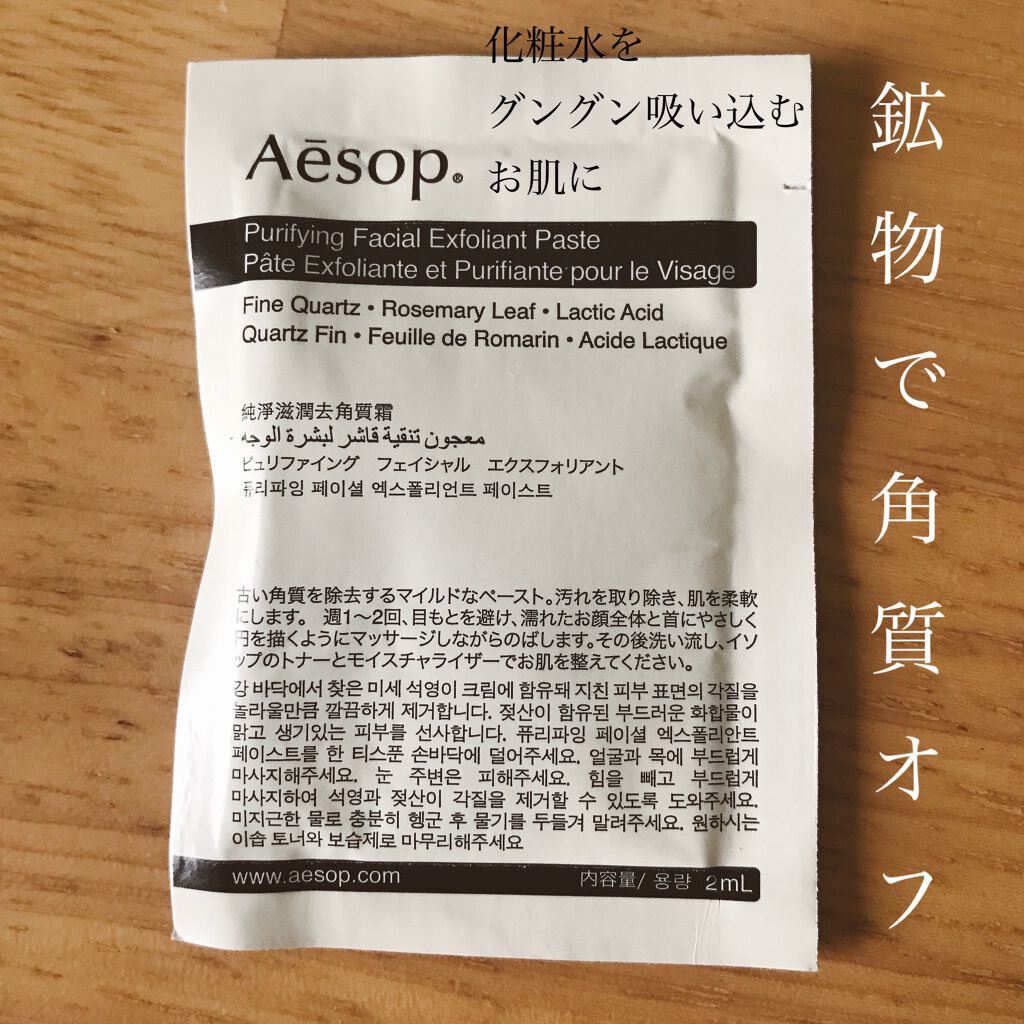 化粧水を
グングン吸い込む
お肌に
鉱物で角質オフ
Aēsop®
Purifying Facial Exfoliant Paste
Pâte Exfoliante et Purifiante pour le Visage
Fine Quartz • Rosemary Leaf • Lactic Acid
Quartz Fin • Feuille de Romarin • Acide Lactique
純淨滋潤去角質霜
معجون تنقية قاشر لبشرة الوجه
ピュリファイング フェイシャル エクスフォリアント
퓨리파잉 페이셜 엑스폴리언트 페이스트
古い角質を除去するマイルドなペースト。汚れを取り除き、肌を柔軟
にします。 週1〜2回、目もとを避け、濡れたお顔全体と首にやさしく
円を描くようにマッサージしながらのばします。その後洗い流し、イソ
ップのトナーとモイスチャライザーでお肌を整えてください。
강 바닥에서 찾은 미세 석영이 크림에 함유돼 지친 피부 표면의 각질을
놀라울만큼 깔끔하게 제거합니다. 젖산이 함유된 부드러운 화합물이
맑고 생기있는 피부를 선사합니다. 퓨리파잉 페이셜 엑스폴리안트
페이스트를 한 티스푼 손바닥에 덜어주세요. 얼굴과 목에 부드럽게
마사지해주세요. 눈 주변은 피해주세요. 힘을 빼고 부드럽게
마사지하여 석영과 젖산이 각질을 제거할 수 있도록 도와주세요.
미지근한 물로 충분히 헹군 후 물기를 두들겨 말려주세요. 원하시는
이솝 토너와 보습제로 마무리해주세요
www.aesop.com
内容量/ 용량 2mL